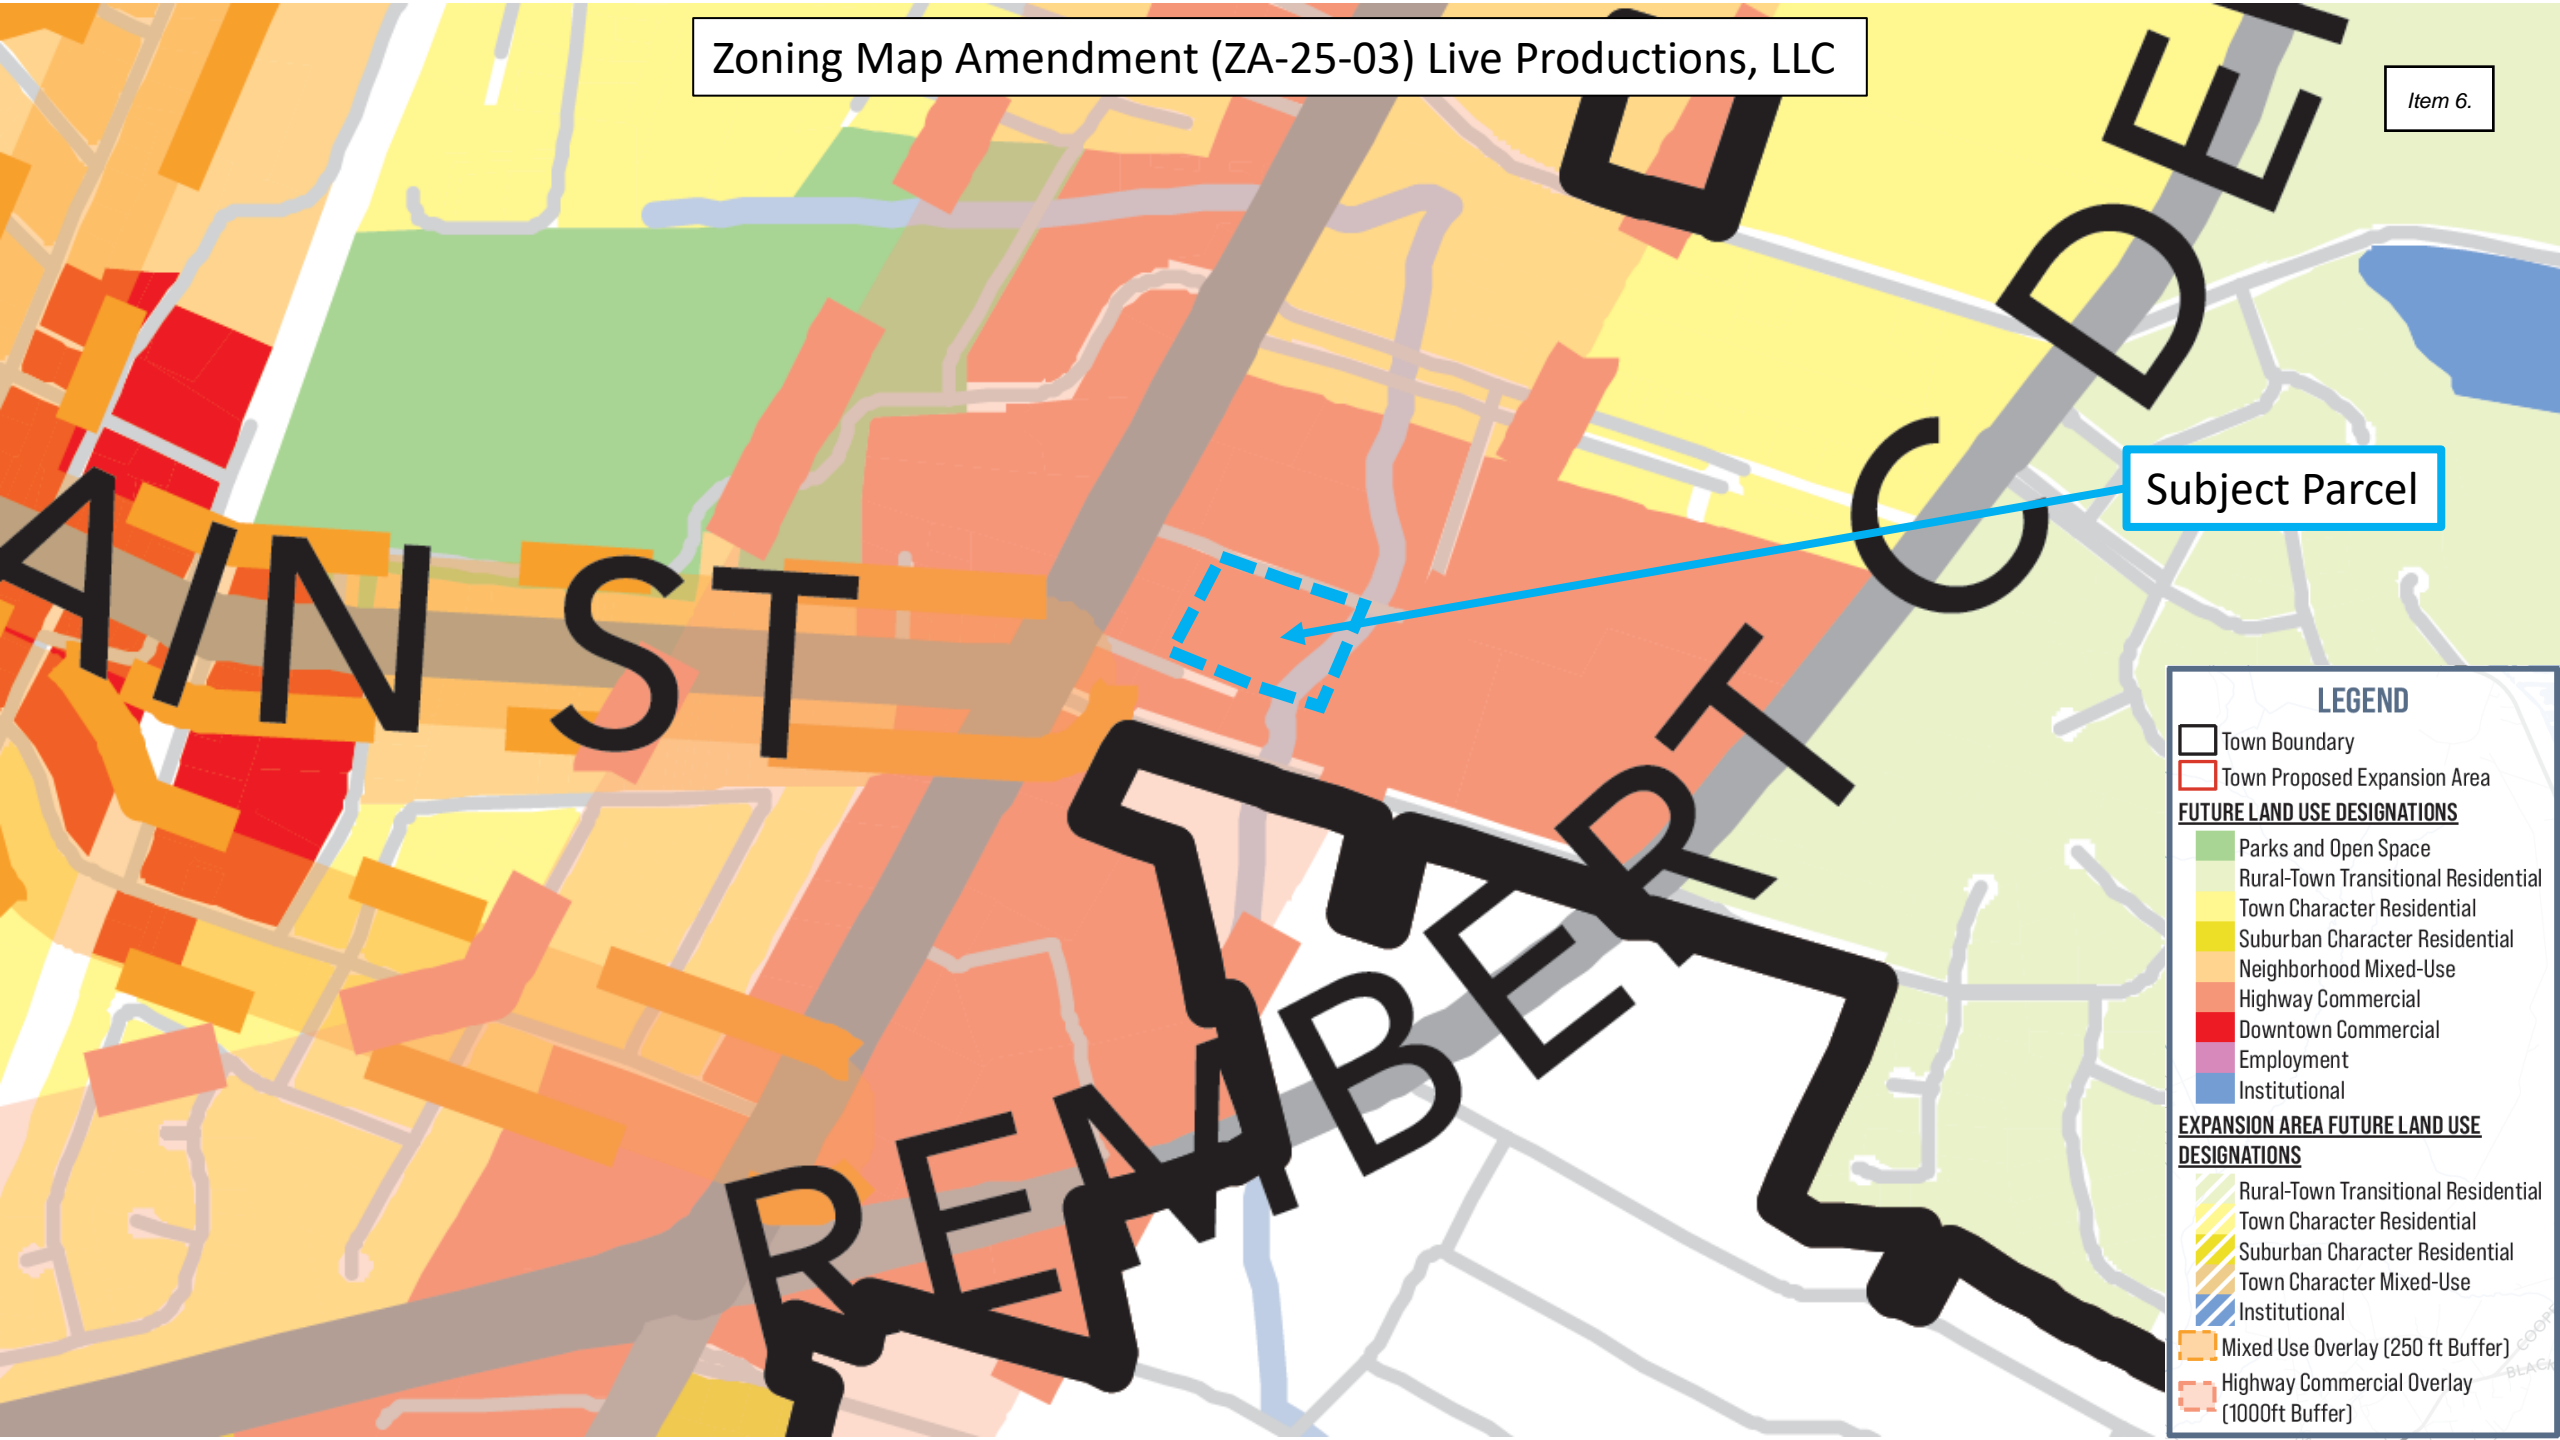 Zoning Map Amendment (ZA-25-03) Live Productions, LLC
Item 6.
Subject Parcel
AIN ST
REMBERT C DE
LEGEND
Town Boundary
Town Proposed Expansion Area
FUTURE LAND USE DESIGNATIONS
Parks and Open Space
Rural-Town Transitional Residential
Town Character Residential
Suburban Character Residential
Neighborhood Mixed-Use
Highway Commercial
Downtown Commercial
Employment
Institutional
EXPANSION AREA FUTURE LAND USE
DESIGNATIONS
Rural-Town Transitional Residential
Town Character Residential
Suburban Character Residential
Town Character Mixed-Use
Institutional
Mixed Use Overlay (250 ft Buffer)
Highway Commercial Overlay
(1000ft Buffer)